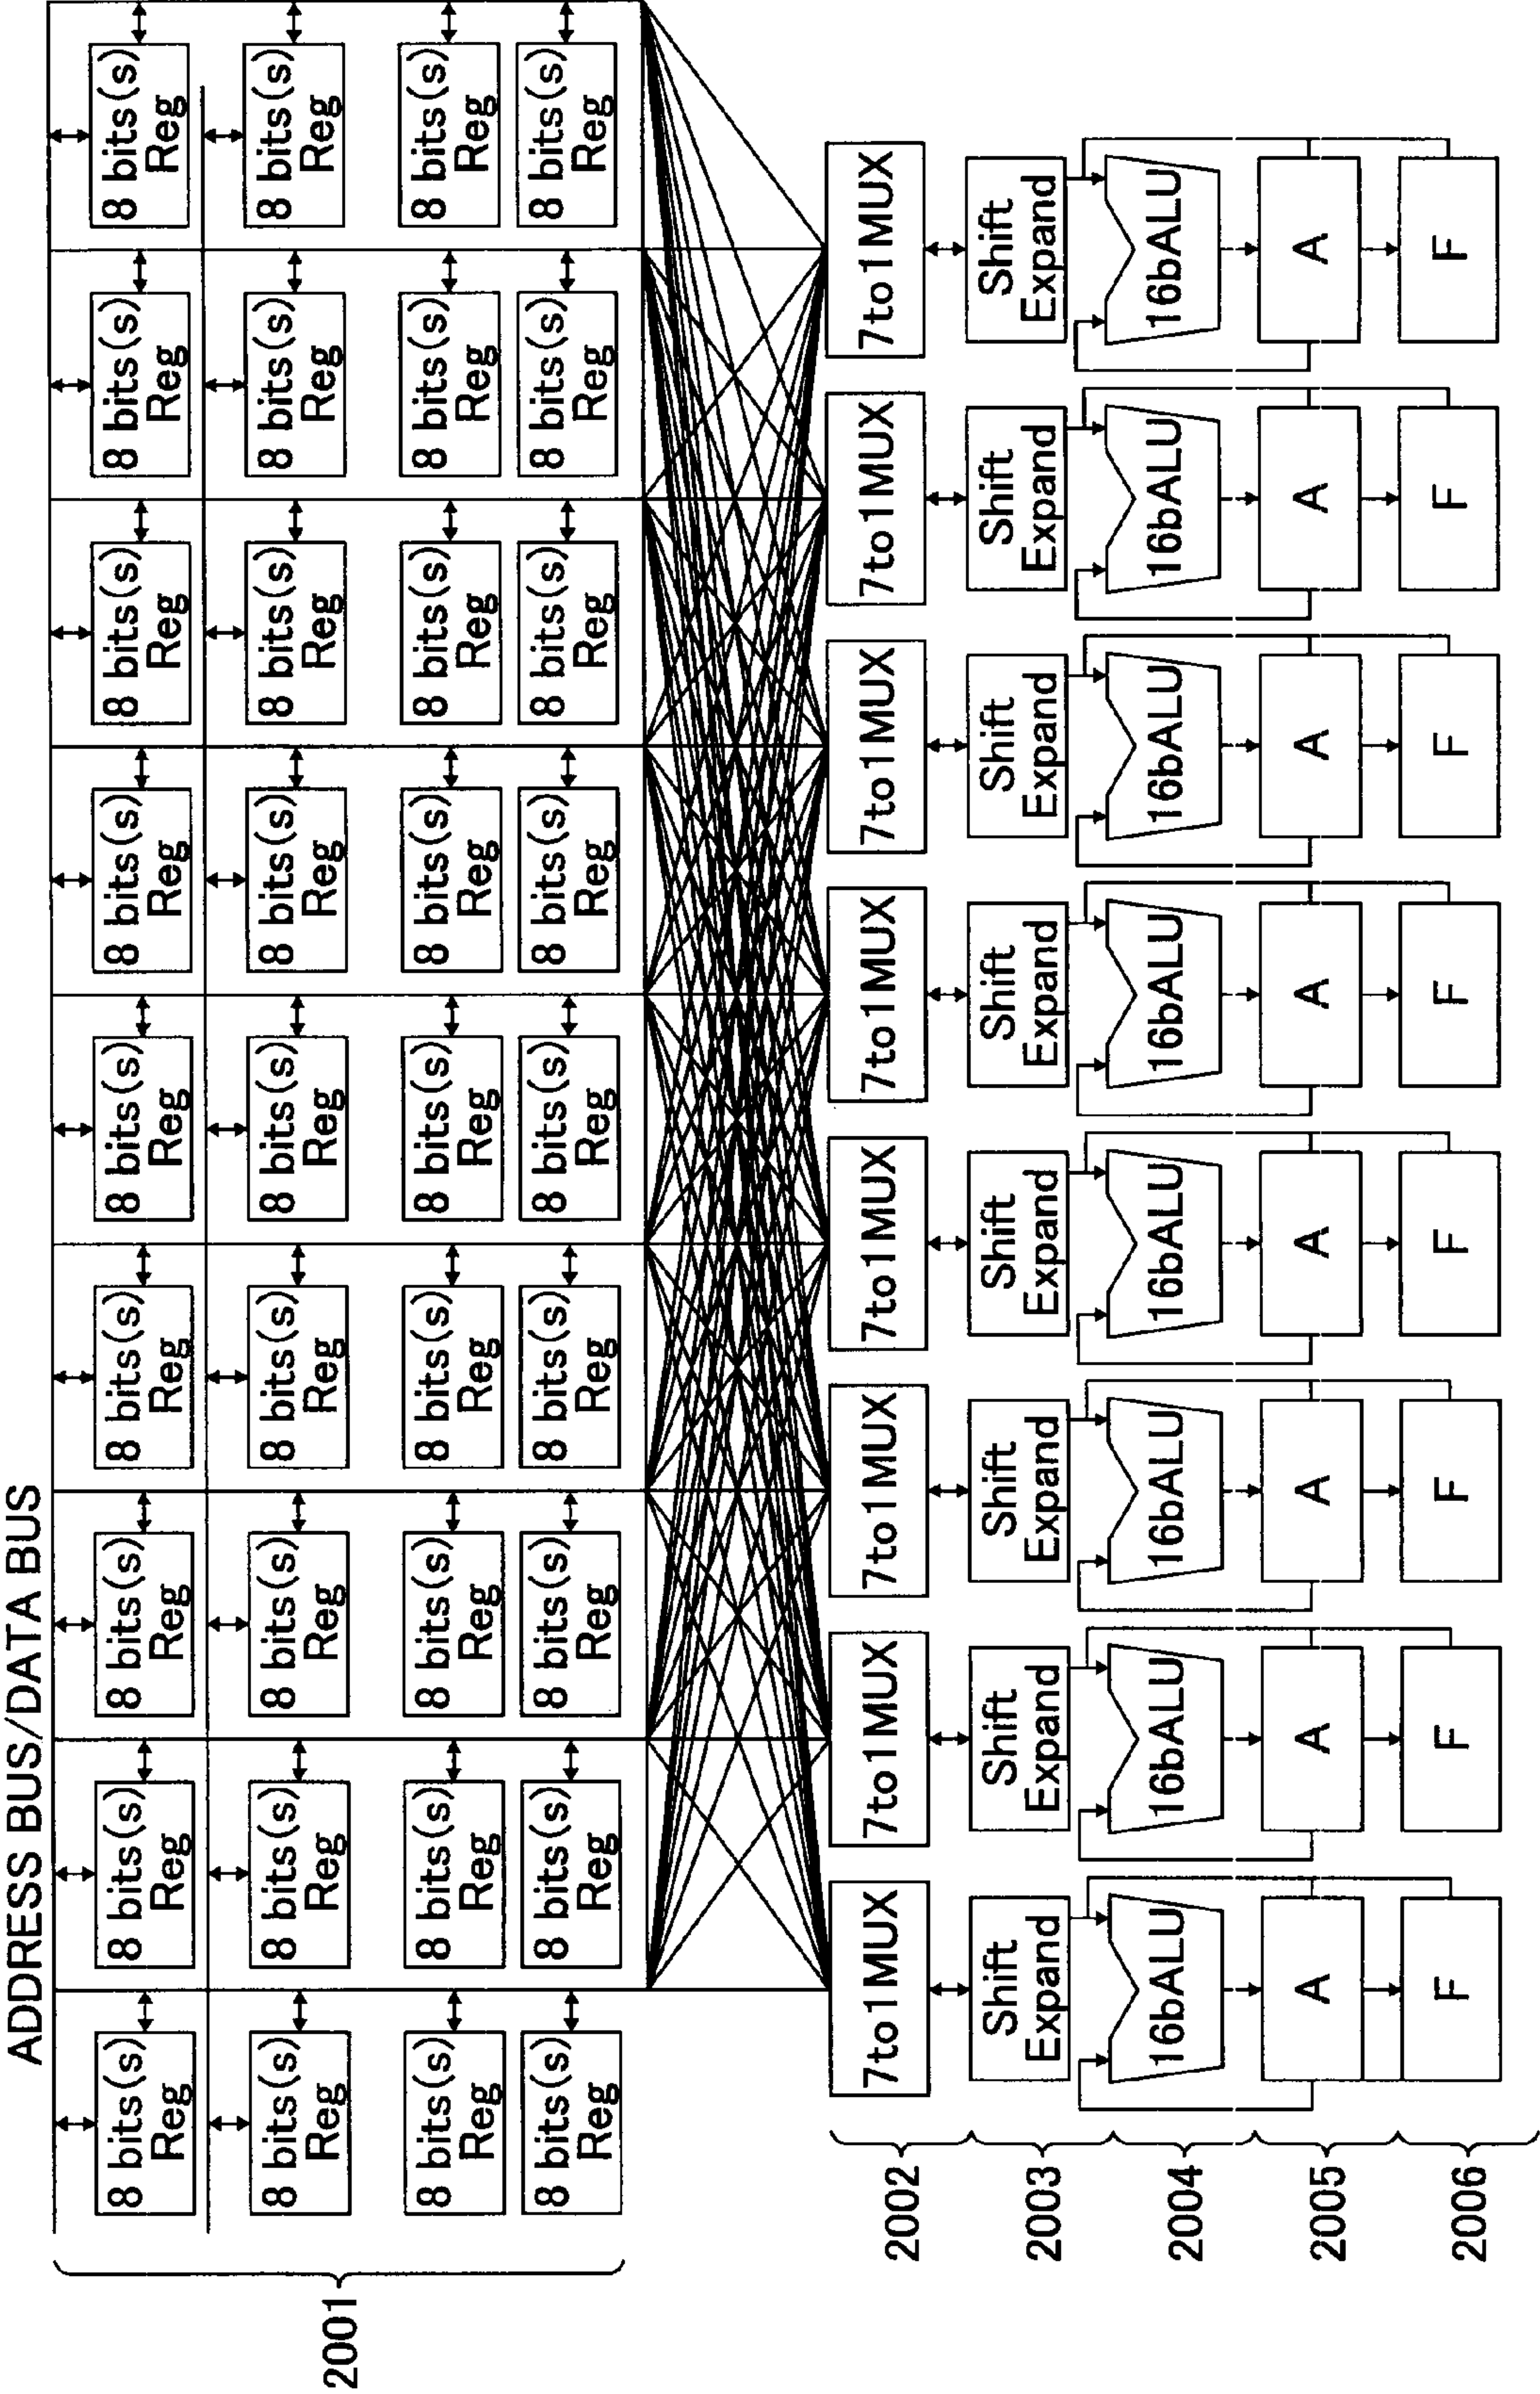 ADDRESS BUS/DATA BUS
8 bits(s) 8 bits(s) 8 bits(s) 8 bits(s) 8 bits(s) 8 bits(s) 8 bits(s) 8 bits(s) 8 bits(s)
Reg Reg Reg Reg Reg Reg Reg Reg Reg
8 bits(s) 8 bits(s) 8 bits(s) 8 bits(s) 8 bits(s) 8 bits(s) 8 bits(s) 8 bits(s) 8 bits(s)
Reg Reg Reg Reg Reg Reg Reg Reg Reg
2001
8 bits(s) 8 bits(s) 8 bits(s) 8 bits(s) 8 bits(s) 8 bits(s) 8 bits(s) 8 bits(s) 8 bits(s)
Reg Reg Reg Reg Reg Reg Reg Reg Reg
8 bits(s) 8 bits(s) 8 bits(s) 8 bits(s) 8 bits(s) 8 bits(s) 8 bits(s) 8 bits(s) 8 bits(s)
Reg Reg Reg Reg Reg Reg Reg Reg Reg
2002 7to1MUX 7to1MUX 7to1MUX 7to1MUX 7to1MUX 7to1MUX 7to1MUX 7to1MUX
Shift Shift Shift Shift Shift Shift Shift Shift
2003 Expand Expand Expand Expand Expand Expand Expand Expand
2004 16bALU 16bALU 16bALU 16bALU 16bALU 16bALU 16bALU 16bALU
2005 A A A A A A A A
2006 F F F F F F F F